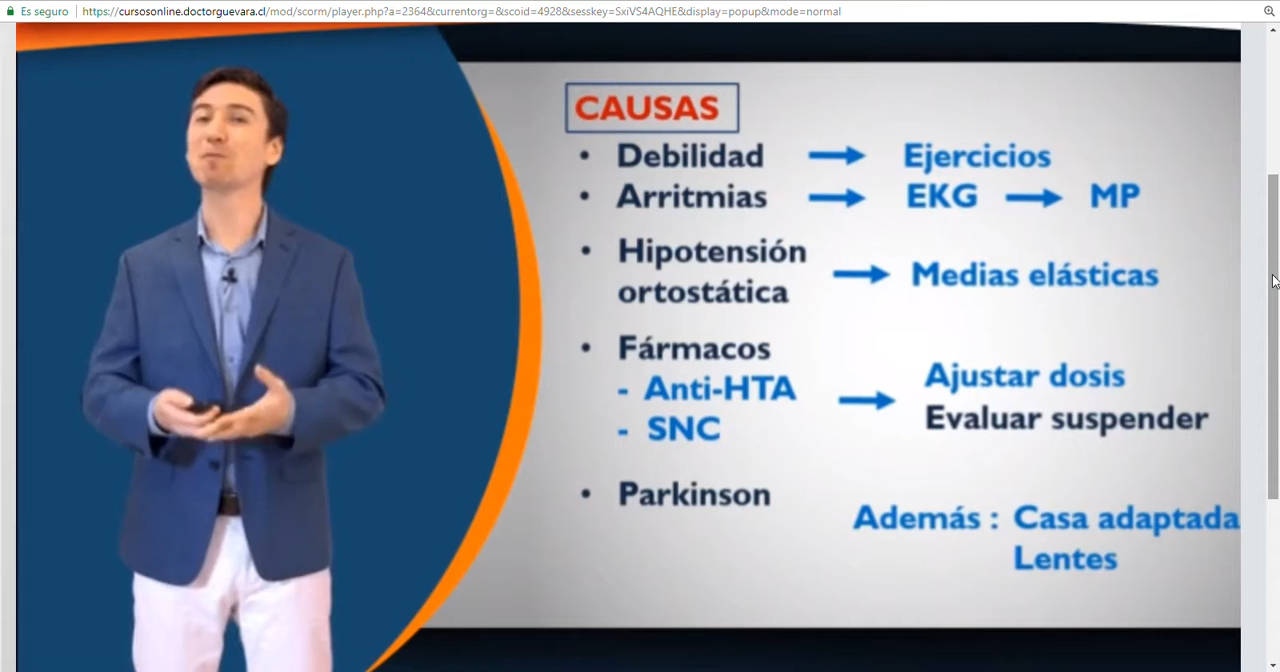 Es seguro | https://cursosonline.doctorguevara.cl/mod/scorm/player.php?a=2364&currentorg=&scoid=4928&sesskey=SxiVS4AQHE&display=popup&mode=normal
CAUSAS
• Debilidad → Ejercicios
• Arritmias → EKG → MP
• Hipotensión
ortostática → Medias elásticas
• Fármacos
- Anti-HTA → Ajustar dosis
- SNC Evaluar suspender
• Parkinson
Además : Casa adaptada
Lentes